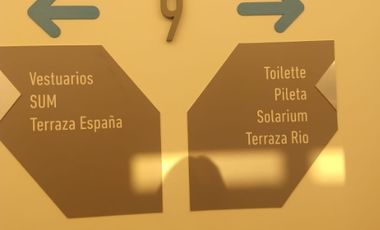 9
Vestuarios
SUM
Terraza España
Toilette
Pileta
Solarium
Terraza Rio